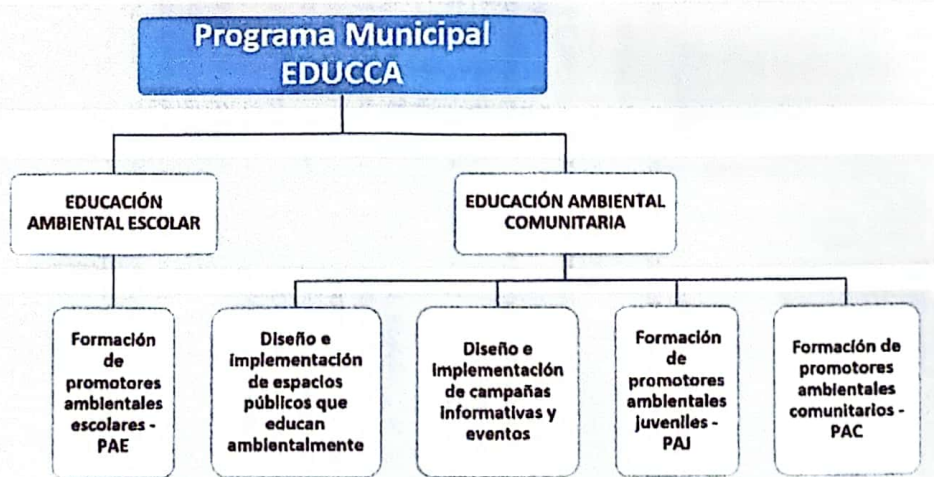 Programa Municipal
EDUCCA
EDUCACIÓN
AMBIENTAL ESCOLAR
EDUCACIÓN AMBIENTAL
COMUNITARIA
Formación
de
promotores
ambientales
escolares -
PAE
Diseño e
implementación
de espacios
públicos que
educan
ambientalmente
Diseño e
implementación
de campañas
informativas y
eventos
Formación
de
promotores
ambientales
juveniles -
PAJ
Formación de
promotores
ambientales
comunitarios -
PAC